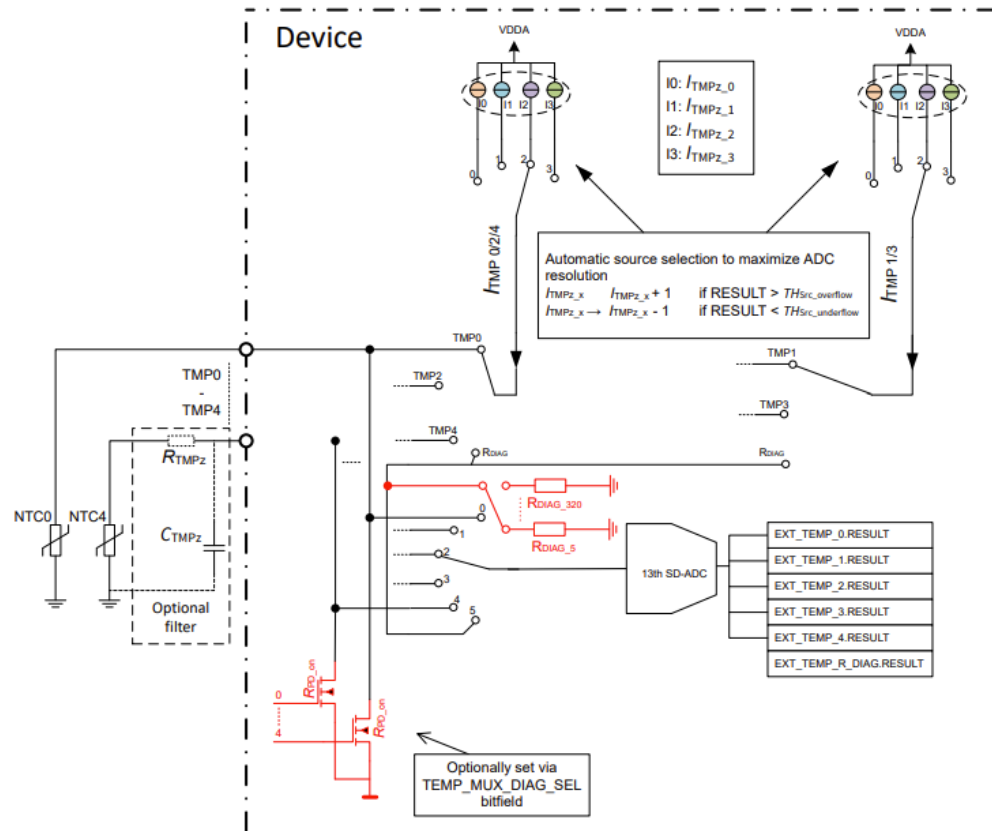 Device
VDDA
I0
I1
I2
I3
0
1
2
3
I0: ITMPz_0
I1: ITMPz_1
I2: ITMPz_2
I3: ITMPz_3
VDDA
I0
I1
I2
I3
0
1
2
3
ITMP 0/2/4
ITMP 1/3
Automatic source selection to maximize ADC
resolution
ITMPz_x ITMPz_x + 1 if RESULT > THSrc_overflow
ITMPz_x → ITMPz_x - 1 if RESULT < THSrc_underflow
TMP0
TMP1
TMP2
TMP3
TMP4
RDIAG
RDIAG
TMP0
-
TMP4
RTMPz
NTC0
NTC4
CTMPz
Optional
filter
RDIAG_320
RDIAG_5
0
1
2
3
4
5
13th SD-ADC
EXT_TEMP_0.RESULT
EXT_TEMP_1.RESULT
EXT_TEMP_2.RESULT
EXT_TEMP_3.RESULT
EXT_TEMP_4.RESULT
EXT_TEMP_R_DIAG.RESULT
RPD_on
RPD_on
0
4
Optionally set via
TEMP_MUX_DIAG_SEL
bitfield